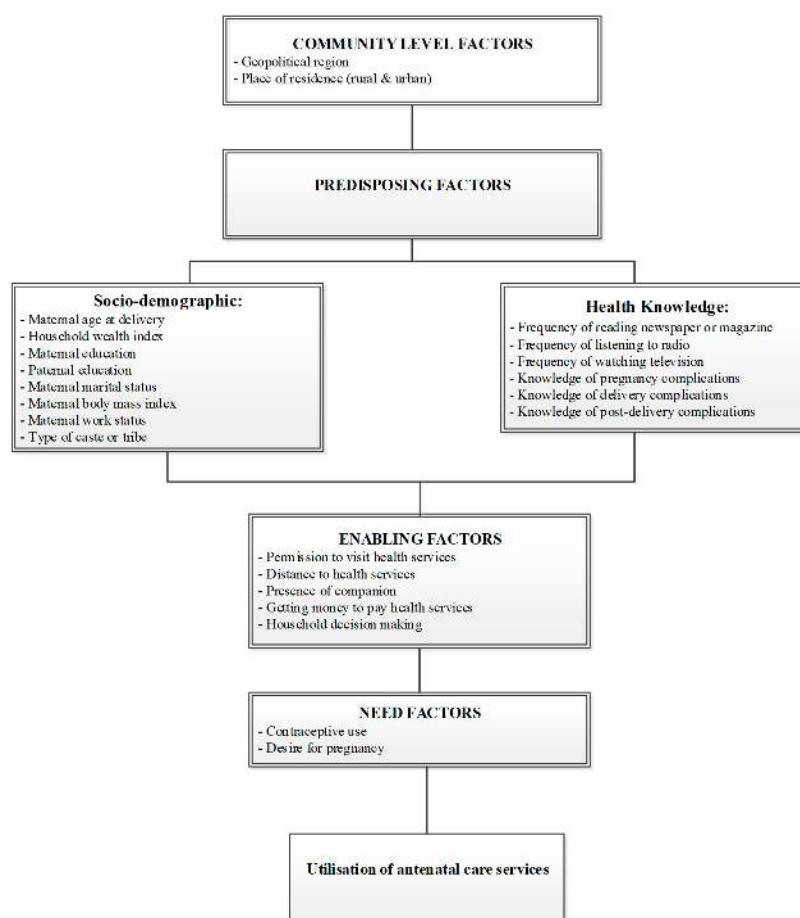 COMMUNITY LEVEL FACTORS
- Geopolitical region
- Place of residence (rural & urban)
PREDISPOSING FACTORS
Socio-demographic:
- Maternal age at delivery
- Household wealth index
- Maternal education
- Paternal education
- Maternal marital status
- Maternal body mass index
- Maternal work status
- Type of caste or tribe
Health Knowledge:
- Frequency of reading newspaper or magazine
- Frequency of listening to radio
- Frequency of watching television
- Knowledge of pregnancy complications
- Knowledge of delivery complications
- Knowledge of post-delivery complications
ENABLING FACTORS
- Permission to visit health services
- Distance to health services
- Presence of companion
- Getting money to pay health services
- Household decision making
NEED FACTORS
- Contraceptive use
- Desire for pregnancy
Utilisation of antenatal care services